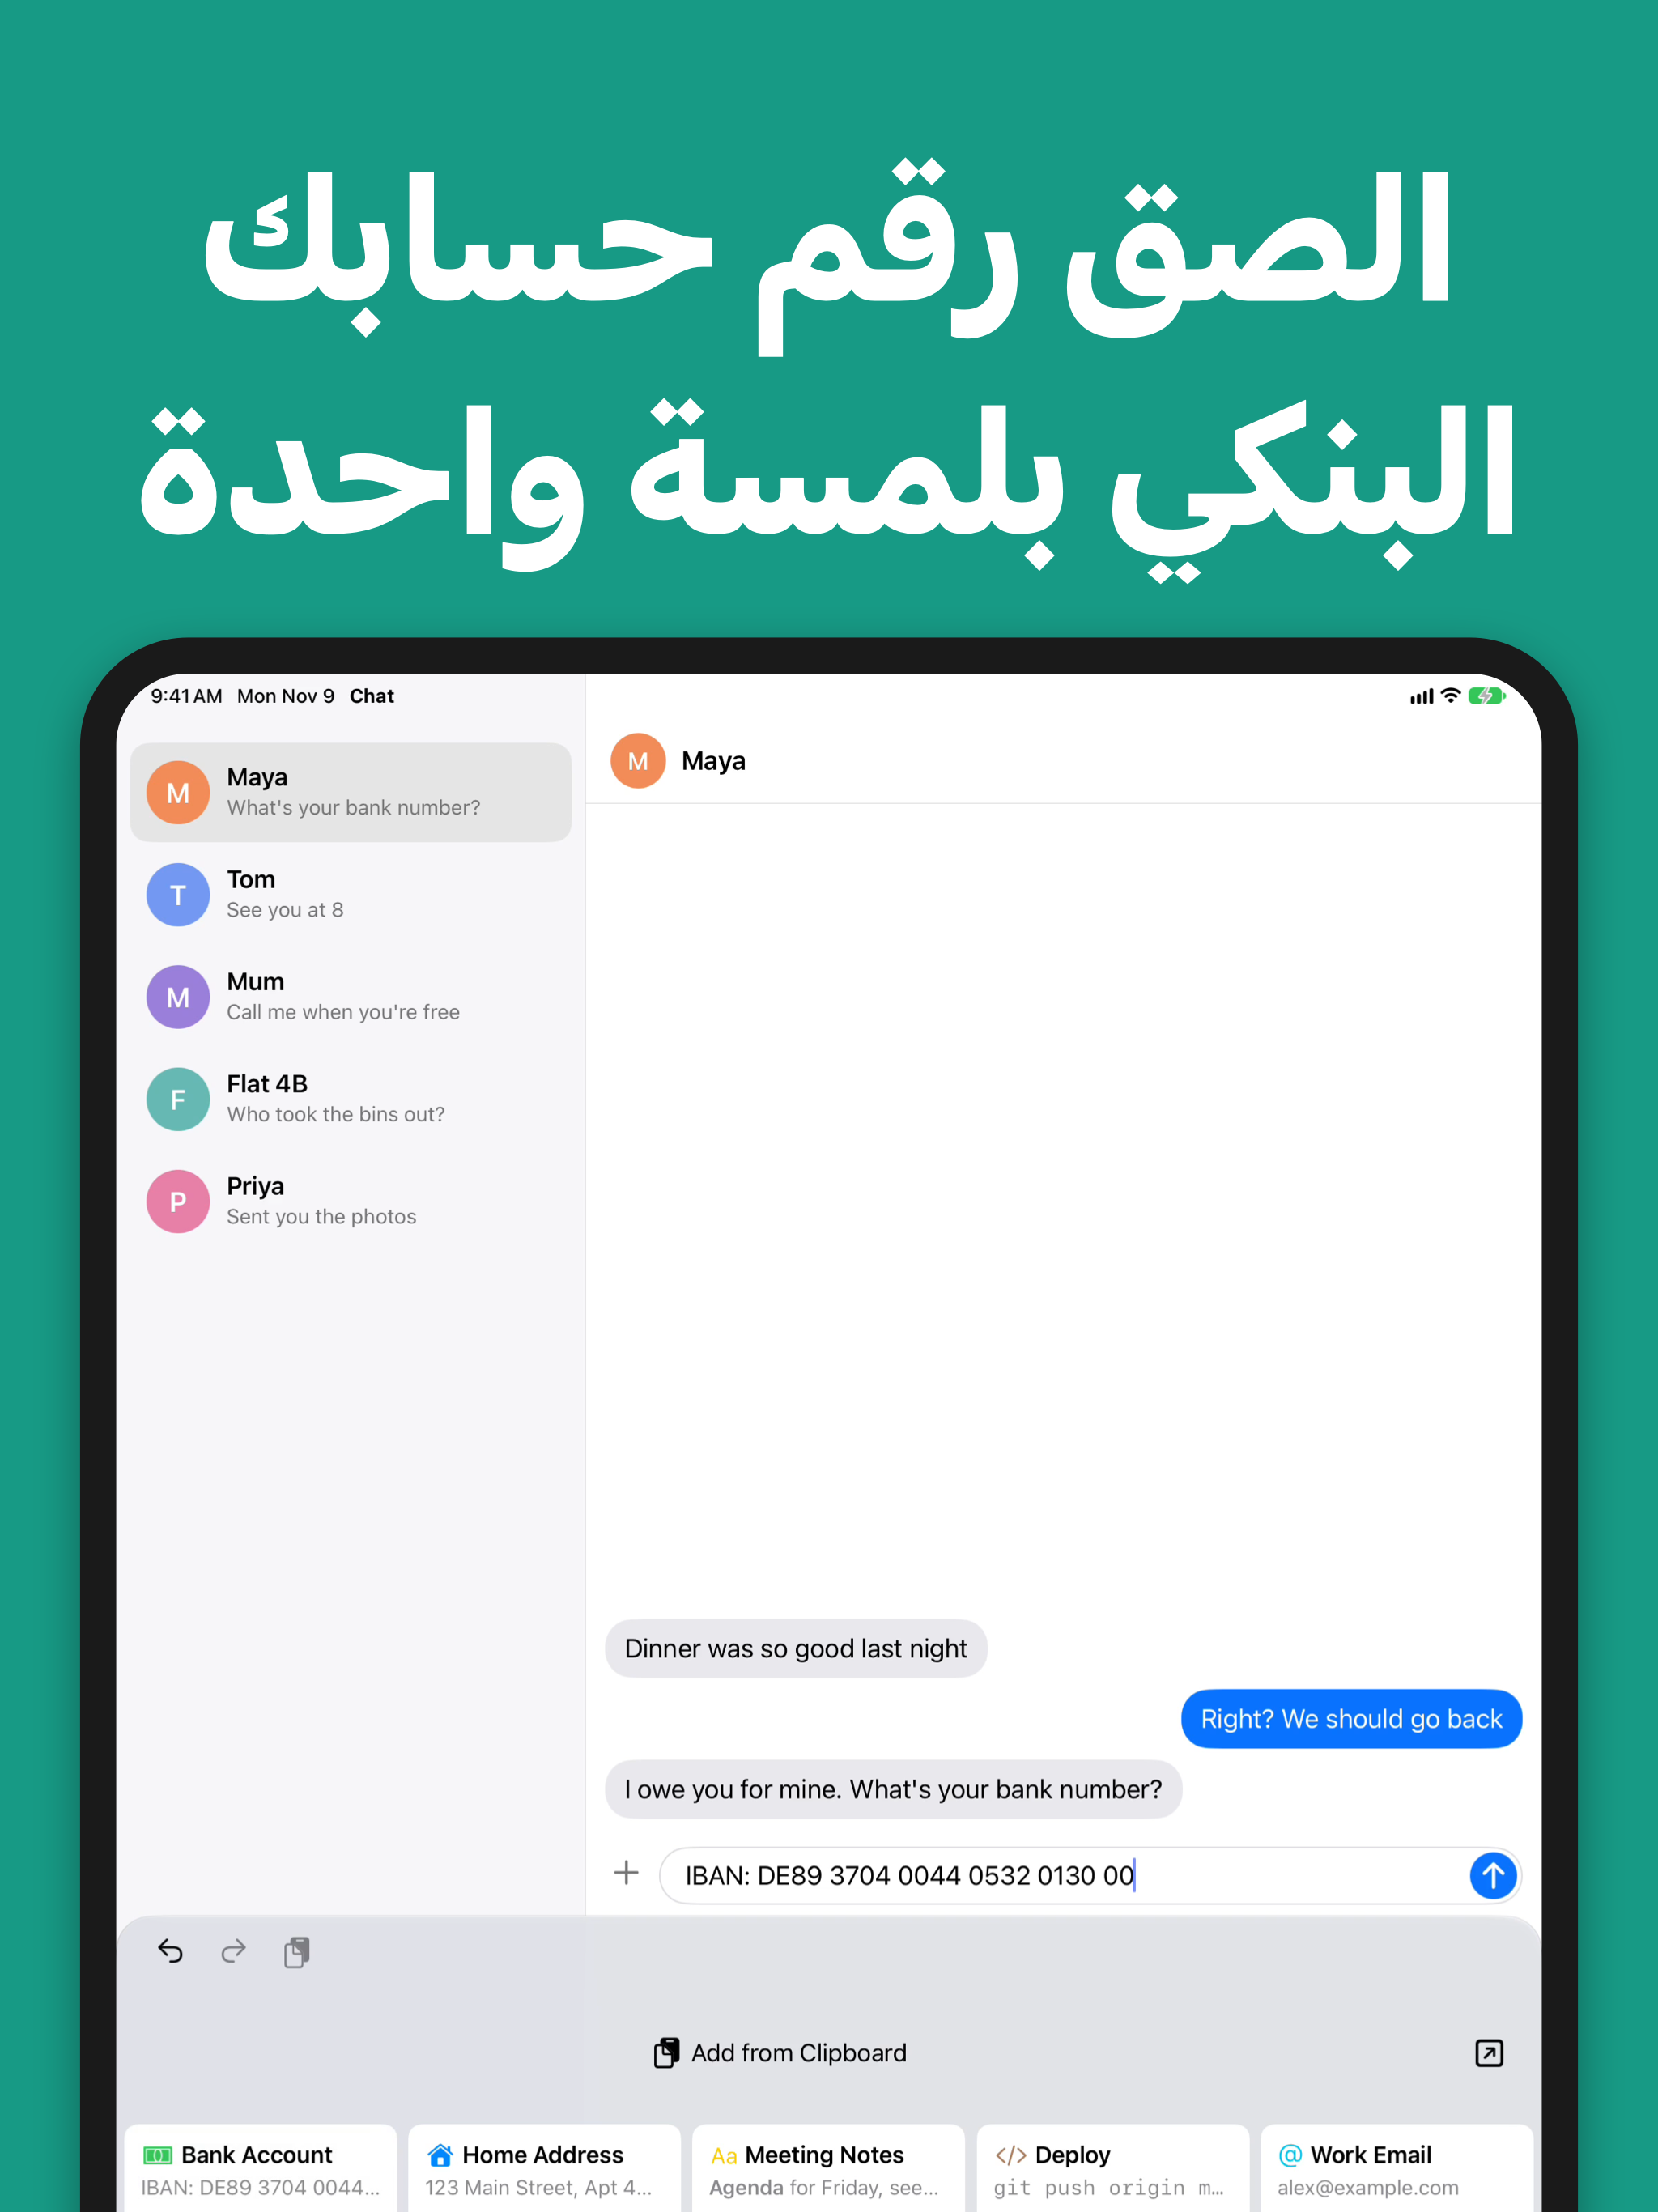 الصق رقم حسابك
البنكي بلمسة واحدة
9:41 AM Mon Nov 9 Chat
M Maya
What's your bank number?
T Tom
See you at 8
M Mum
Call me when you're free
F Flat 4B
Who took the bins out?
P Priya
Sent you the photos
M Maya
Dinner was so good last night
Right? We should go back
I owe you for mine. What's your bank number?
IBAN: DE89 3704 0044 0532 0130 00
Add from Clipboard
Bank Account
IBAN: DE89 3704 0044...
Home Address
123 Main Street, Apt 4...
Aa Meeting Notes
Agenda for Friday, see...
</> Deploy
git push origin m...
@ Work Email
alex@example.com